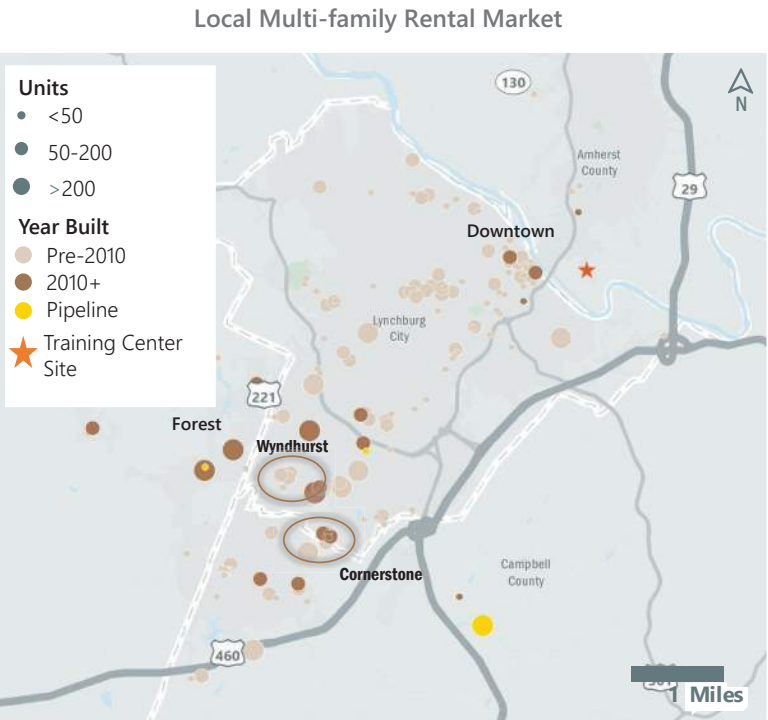 Local Multi-family Rental Market
Units
<50
50-200
>200
Year Built
Pre-2010
2010+
Pipeline
Training Center
Site
130
N
Amherst
County
29
Downtown
Lynchburg
City
221
Forest
Wyndhurst
Cornerstone
Campbell
County
460
1 Miles